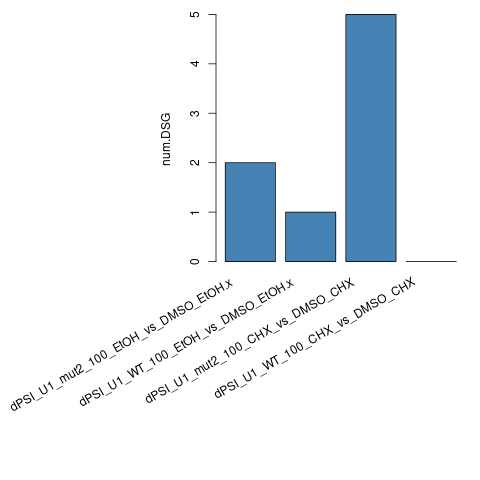 5
4
3
2
1
0
num.DSG
dPSI_U1_mut2_100_EtOH_vs_DMSO_EtOH.x
dPSI_U1_WT_100_EtOH_vs_DMSO_EtOH.x
dPSI_U1_mut2_100_CHX_vs_DMSO_CHX
dPSI_U1_WT_100_CHX_vs_DMSO_CHX